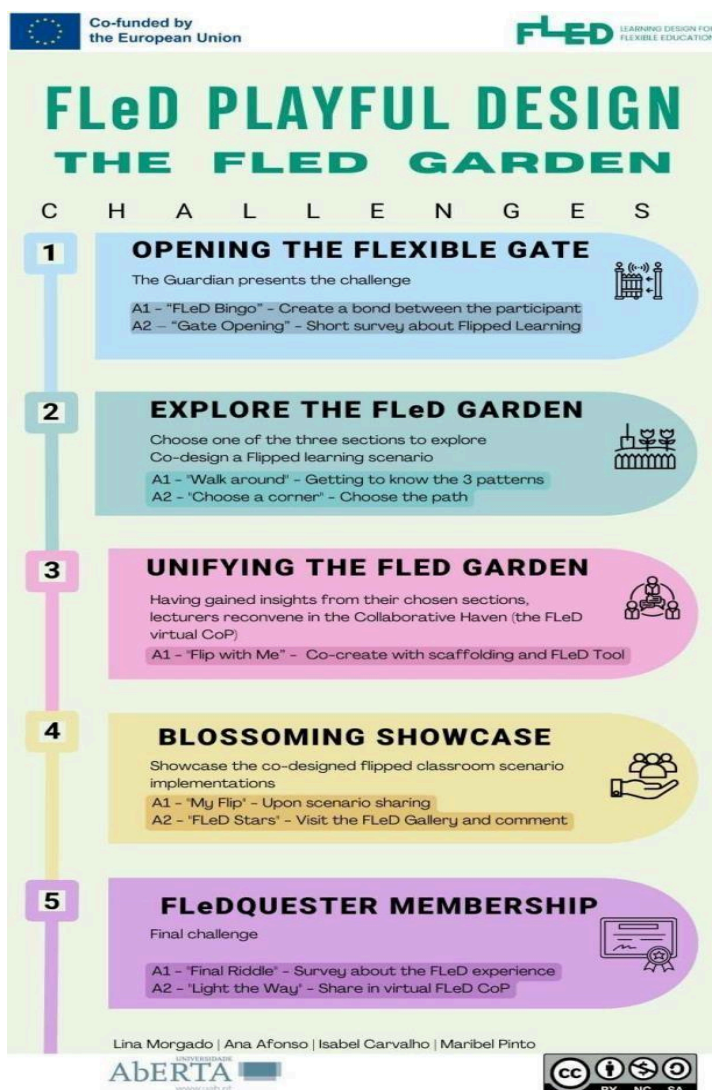 Co-funded by
the European Union
FLED
LEARNING DESIGN FOR
FLEXIBLE EDUCATION
FLeD PLAYFUL DESIGN
THE FLED GARDEN
CHALLENGES
1
OPENING THE FLEXIBLE GATE
The Guardian presents the challenge
A1 - "FLeD Bingo" - Create a bond between the participant
A2 – "Gate Opening" - Short survey about Flipped Learning
2
EXPLORE THE FLeD GARDEN
Choose one of the three sections to explore
Co-design a Flipped learning scenario
A1 - "Walk around" - Getting to know the 3 patterns
A2 - "Choose a corner" - Choose the path
3
UNIFYING THE FLED GARDEN
Having gained insights from their chosen sections,
lecturers reconvene in the Collaborative Haven (the FLeD
virtual CoP)
A1 - "Flip with Me" - Co-create with scaffolding and FLeD Tool
4
BLOSSOMING SHOWCASE
Showcase the co-designed flipped classroom scenario
implementations
A1 - "My Flip" - Upon scenario sharing
A2 - "FLeD Stars" - Visit the FLeD Gallery and comment
5
FLeDQUESTER MEMBERSHIP
Final challenge
A1 - "Final Riddle" - Survey about the FLeD experience
A2 - "Light the Way" - Share in virtual FLeD CoP
Lina Morgado | Ana Afonso | Isabel Carvalho | Maribel Pinto
UNIVERSIDADE
AbERTA
www.uab.pt
cc
BY NC SA